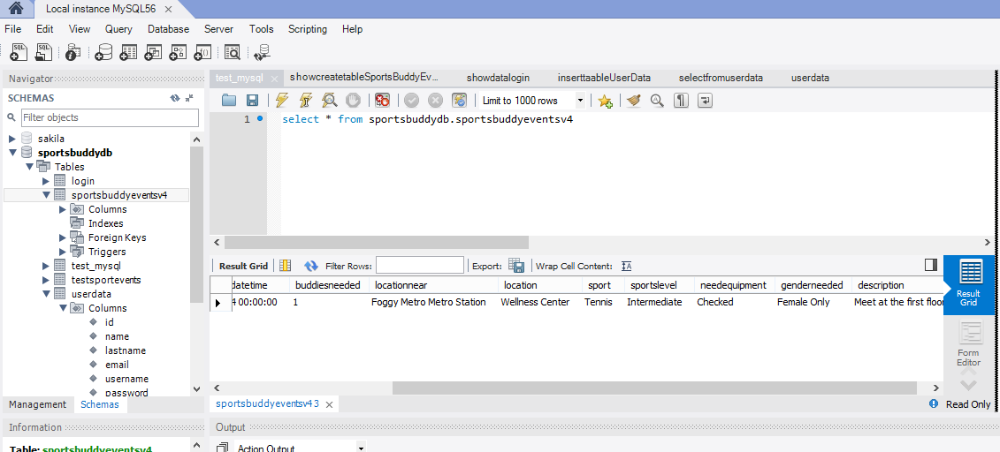 Local instance MySQL56
File Edit View Query Database Server Tools Scripting Help
Navigator
SCHEMAS
Filter objects
sakila
sportsbuddydb
Tables
login
sportsbuddyeventsv4
Columns
Indexes
Foreign Keys
Triggers
test_mysql
testsportevents
userdata
Columns
id
name
lastname
email
username
password
Management Schemas
Information
Table: sportsbuddyeventsv4
test_mysql showcreatetableSportsBuddyEv... showdatalogin inserttaableUserData selectfromuserdata userdata
Limit to 1000 rows
1 select * from sportsbuddydb.sportsbuddyeventsv4
Result Grid Filter Rows: Export: Wrap Cell Content:
datetime buddiesneeded locationnear location sport sportslevel needequipment genderneeded description
4 00:00:00 1 Foggy Metro Metro Station Wellness Center Tennis Intermediate Checked Female Only Meet at the first floor
Result Grid
Form Editor
sportsbuddyeventsv43 Read Only
Output
Action Output